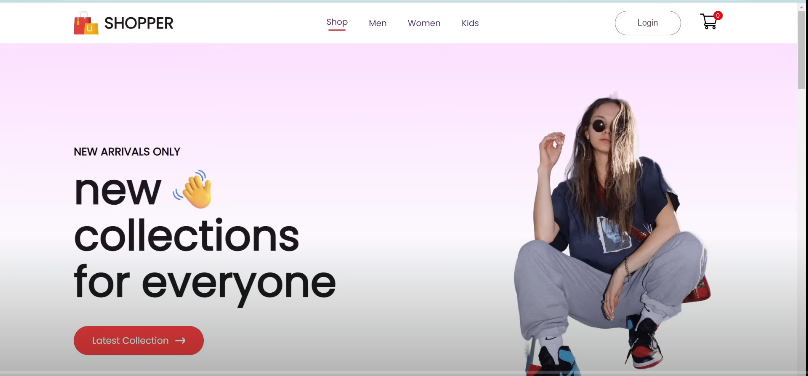 SHOPPER
Shop
Men
Women
Kids
Login
0
NEW ARRIVALS ONLY
new
collections
for everyone
Latest Collection